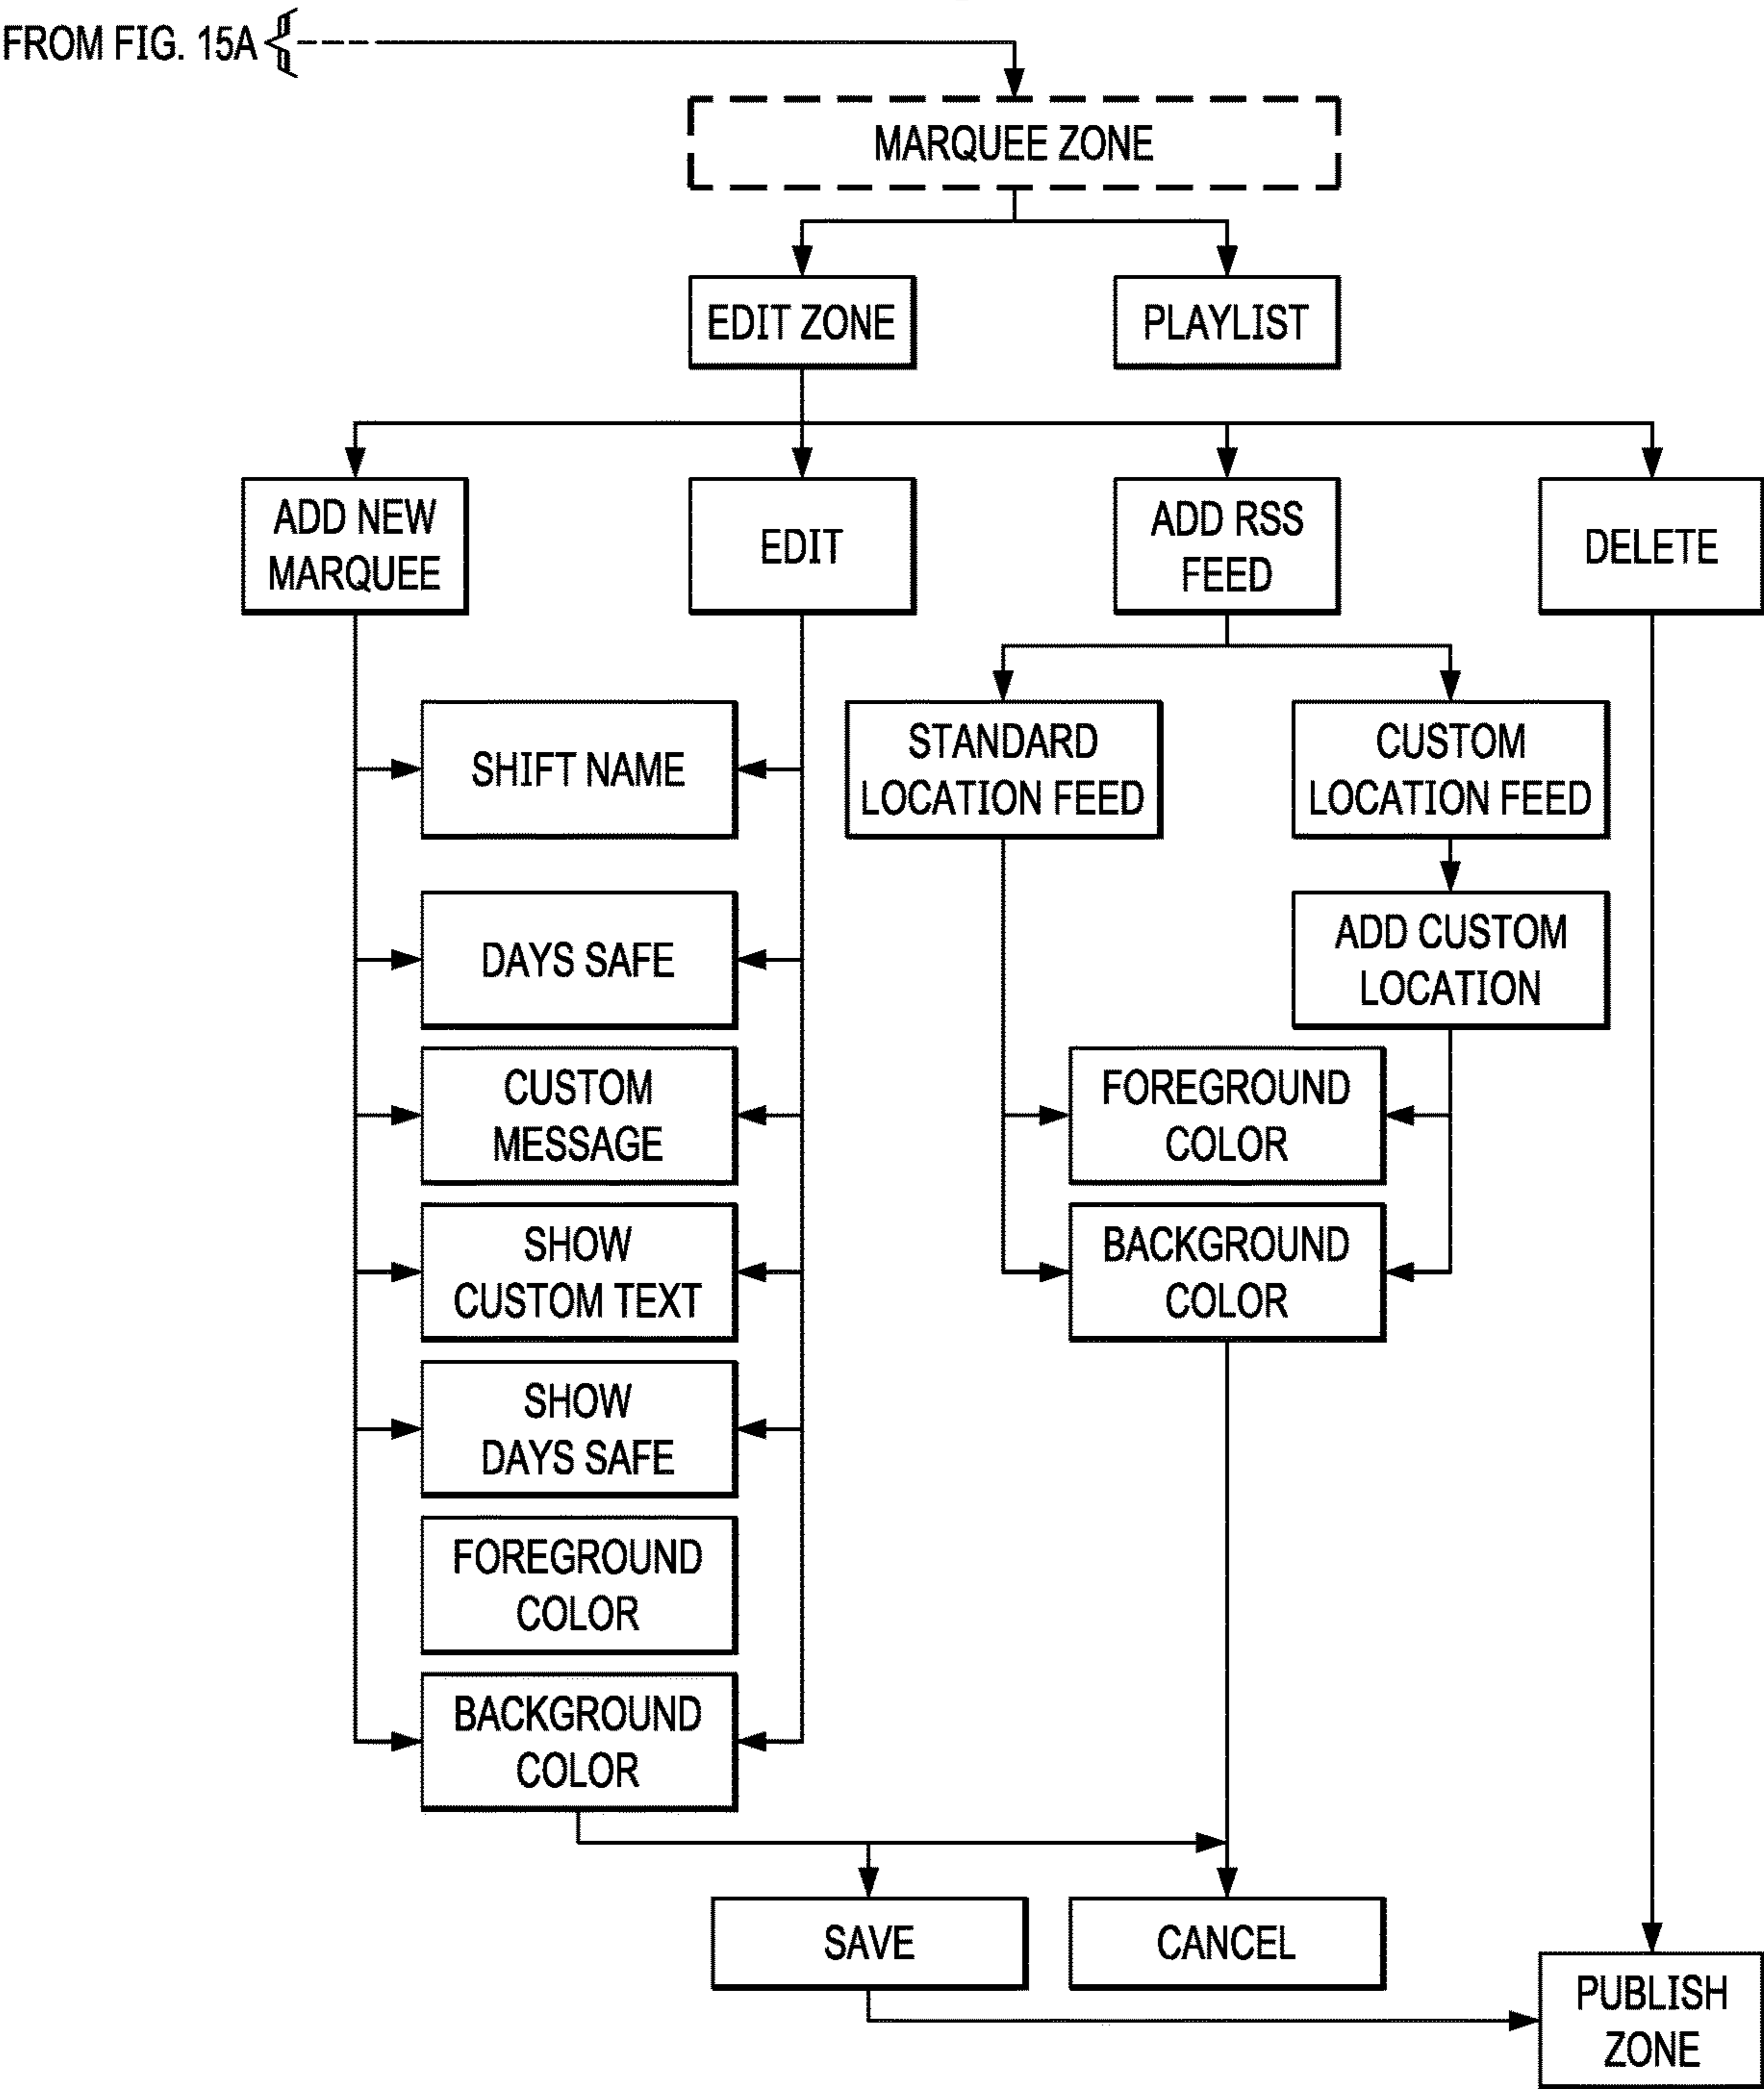 FROM FIG. 15A
MARQUEE ZONE
EDIT ZONE
PLAYLIST
ADD NEW
MARQUEE
EDIT
ADD RSS
FEED
DELETE
SHIFT NAME
STANDARD
LOCATION FEED
CUSTOM
LOCATION FEED
DAYS SAFE
ADD CUSTOM
LOCATION
CUSTOM
MESSAGE
FOREGROUND
COLOR
SHOW
CUSTOM TEXT
BACKGROUND
COLOR
SHOW
DAYS SAFE
FOREGROUND
COLOR
BACKGROUND
COLOR
SAVE
CANCEL
PUBLISH
ZONE